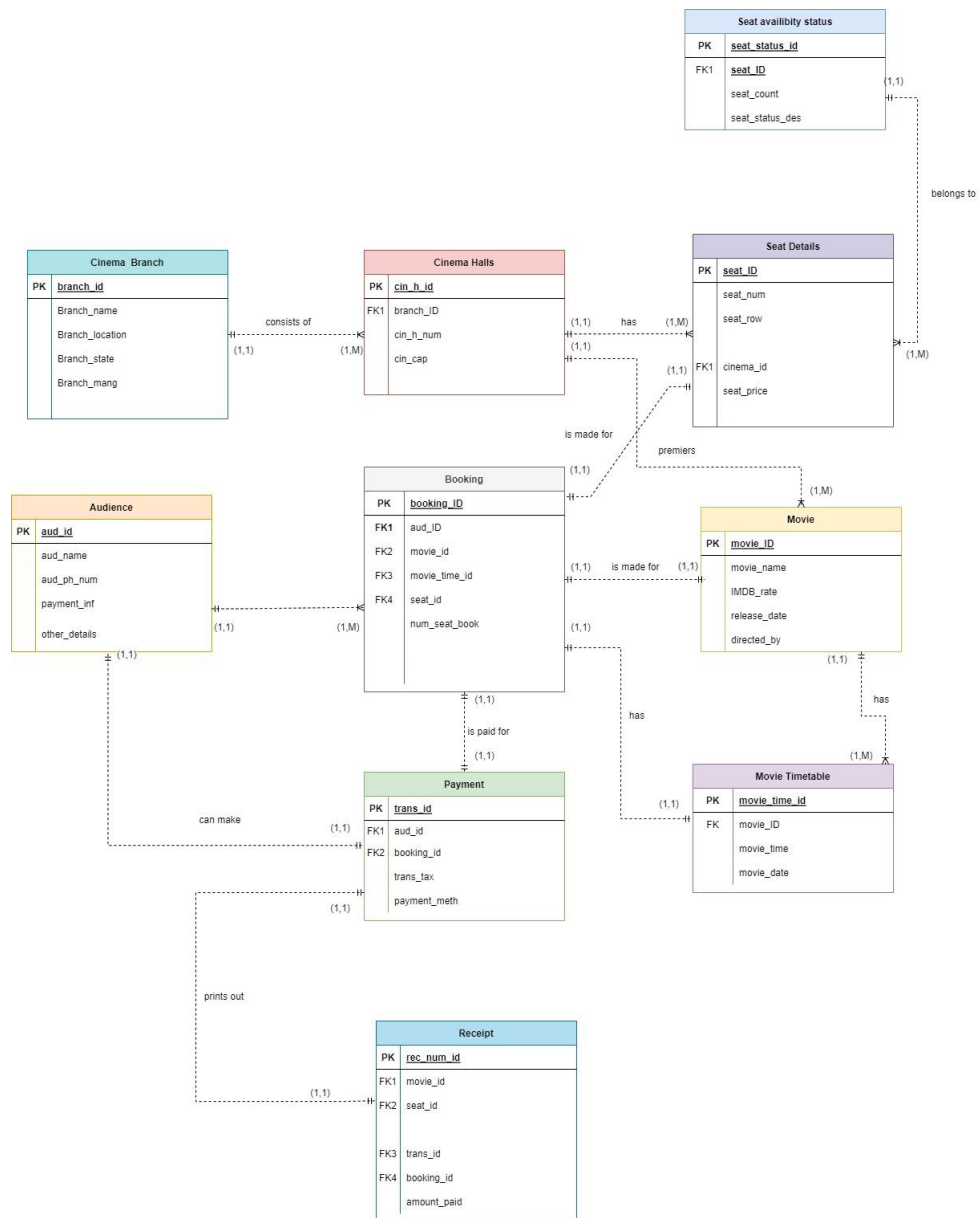 Seat availibity status
PK seat_status_id
FK1 seat_ID
seat_count
seat_status_des
(1,1)
belongs to
(1,M)
Cinema Branch
PK branch_id
Branch_name
Branch_location
Branch_state
Branch_mang
consists of
(1,1)
(1,M)
Cinema Halls
PK cin_h_id
FK1 branch_ID
cin_h_num
cin_cap
(1,1)
has
(1,M)
(1,1)
Seat Details
PK seat_ID
seat_num
seat_row
FK1 cinema_id
seat_price
(1,1)
is made for
(1,1)
premiers
(1,M)
Audience
PK aud_id
aud_name
aud_ph_num
payment_inf
other_details
(1,1)
(1,M)
(1,1)
Booking
PK booking_ID
FK1 aud_ID
FK2 movie_id
FK3 movie_time_id
FK4 seat_id
num_seat_book
(1,1)
is made for
(1,1)
Movie
PK movie_ID
movie_name
IMDB_rate
release_date
directed_by
(1,1)
has
(1,M)
(1,1)
has
(1,1)
(1,1)
is paid for
(1,1)
Movie Timetable
PK movie_time_id
FK movie_ID
movie_time
movie_date
can make
(1,1)
Payment
PK trans_id
FK1 aud_id
FK2 booking_id
trans_tax
payment_meth
(1,1)
prints out
(1,1)
Receipt
PK rec_num_id
FK1 movie_id
FK2 seat_id
FK3 trans_id
FK4 booking_id
amount_paid